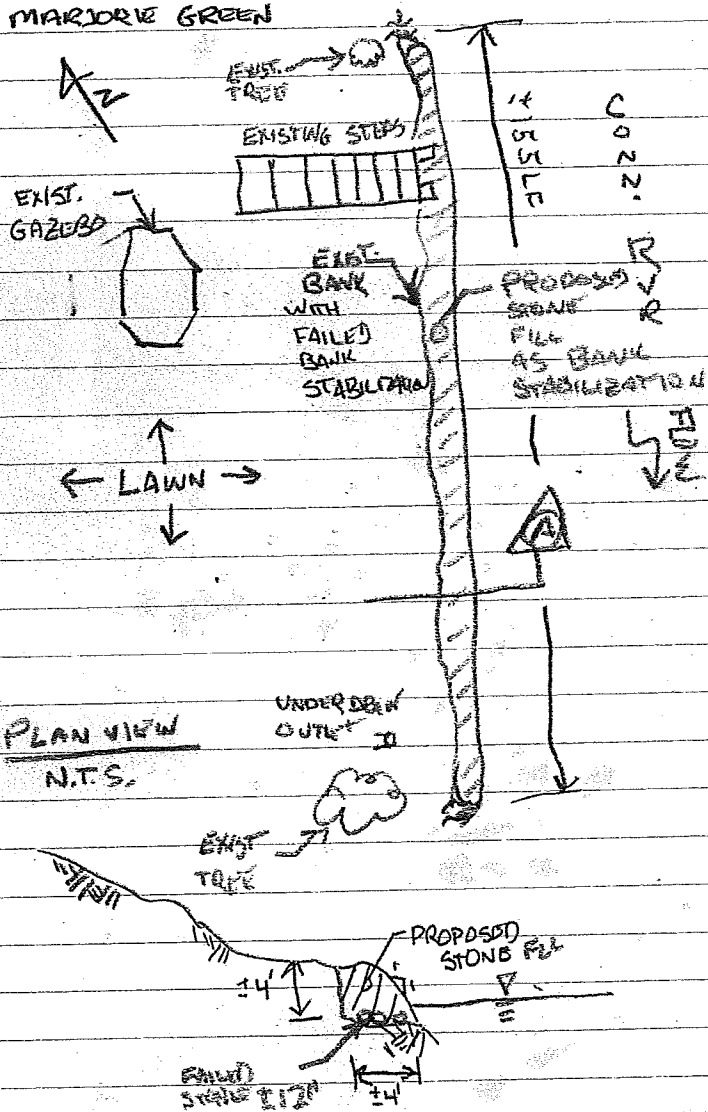 MARJORIE GREEN
EXIST.
TREE
N
EXISTING STEPS
EXIST.
GAZEBO
±155 LF
CONN.
RVR
FLOW
EXIST.
BANK
WITH
FAILED
BANK
STABILIZATION
PROPOSED
STONE
FILL
AS BANK
STABILIZATION
LAWN
A
UNDERDRAIN
OUTLET
PLAN VIEW
N.T.S.
EXIST
TREE
PROPOSED
STONE FILL
±4'
FAILED
STONE ±12"
±4'